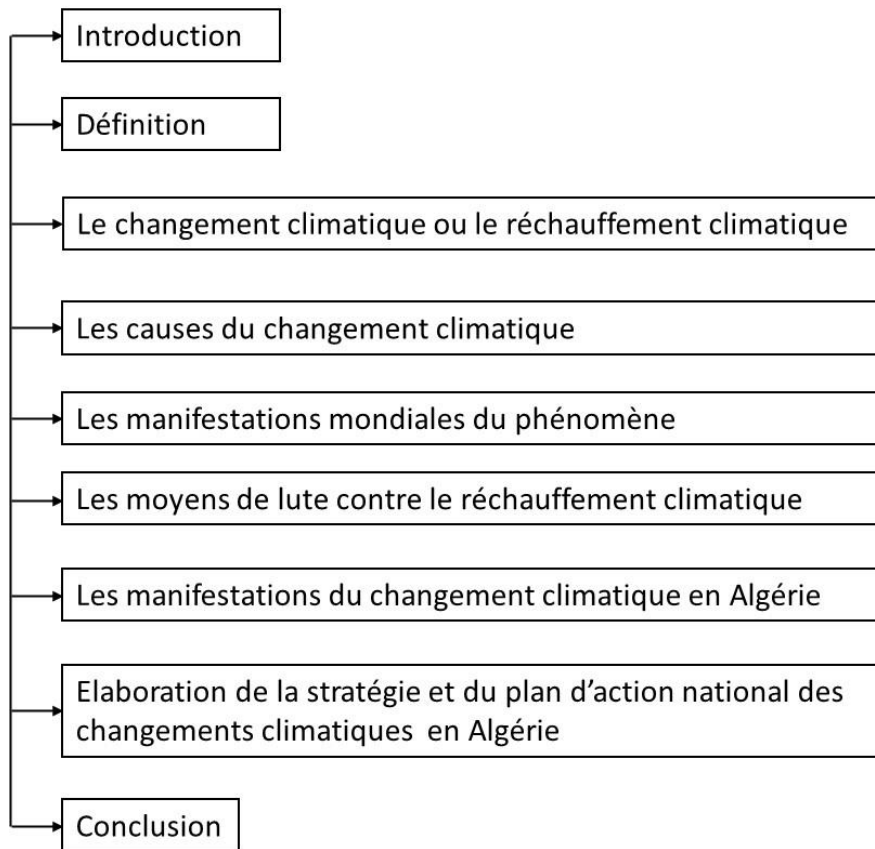 Introduction
Définition
Le changement climatique ou le réchauffement climatique
Les causes du changement climatique
Les manifestations mondiales du phénomène
Les moyens de lute contre le réchauffement climatique
Les manifestations du changement climatique en Algérie
Elaboration de la stratégie et du plan d’action national des
changements climatiques en Algérie
Conclusion